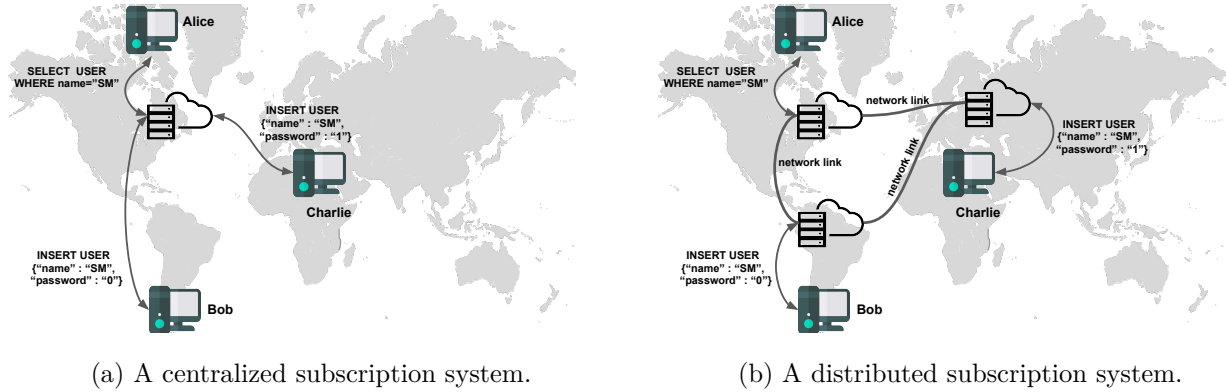 Alice
SELECT USER
WHERE name=”SM”
INSERT USER
{“name” : “SM”,
“password” : “1”}
Charlie
INSERT USER
{“name” : “SM”,
“password” : “0”}
Bob
(a) A centralized subscription system.
Alice
SELECT USER
WHERE name=”SM”
network link
INSERT USER
{“name” : “SM”,
“password” : “1”}
network link
network link
Charlie
INSERT USER
{“name” : “SM”,
“password” : “0”}
Bob
(b) A distributed subscription system.